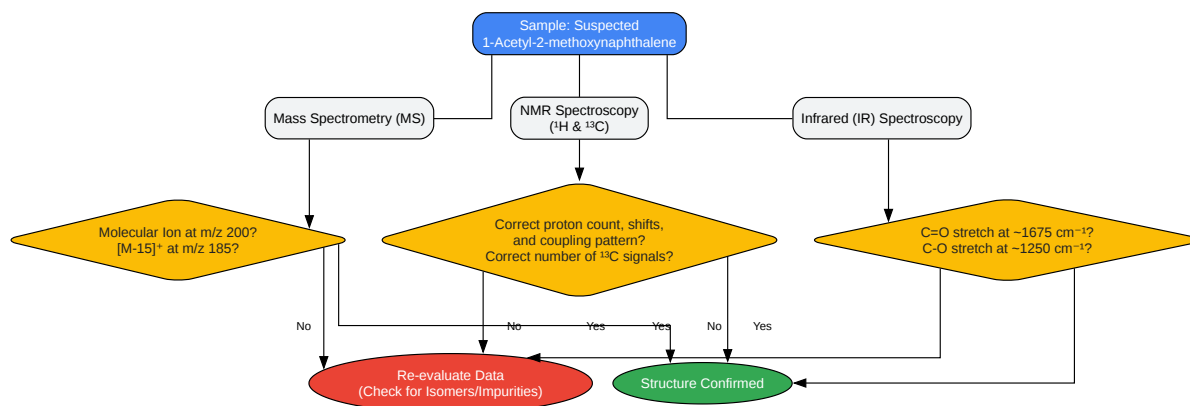 Sample: Suspected
1-Acetyl-2-methoxynaphthalene
Mass Spectrometry (MS)
NMR Spectroscopy
(¹H & ¹³C)
Infrared (IR) Spectroscopy
Molecular Ion at m/z 200?
[M-15]⁺ at m/z 185?
Correct proton count, shifts,
and coupling pattern?
Correct number of ¹³C signals?
C=O stretch at ~1675 cm⁻¹?
C-O stretch at ~1250 cm⁻¹?
No
No
Yes
Yes
No
Yes
Re-evaluate Data
(Check for Isomers/Impurities)
Structure Confirmed